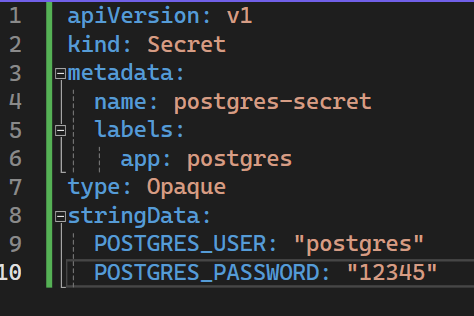 1 apiVersion: v1
2 kind: Secret
3 metadata:
4   name: postgres-secret
5   labels:
6     app: postgres
7 type: Opaque
8 stringData:
9   POSTGRES_USER: "postgres"
10   POSTGRES_PASSWORD: "12345"